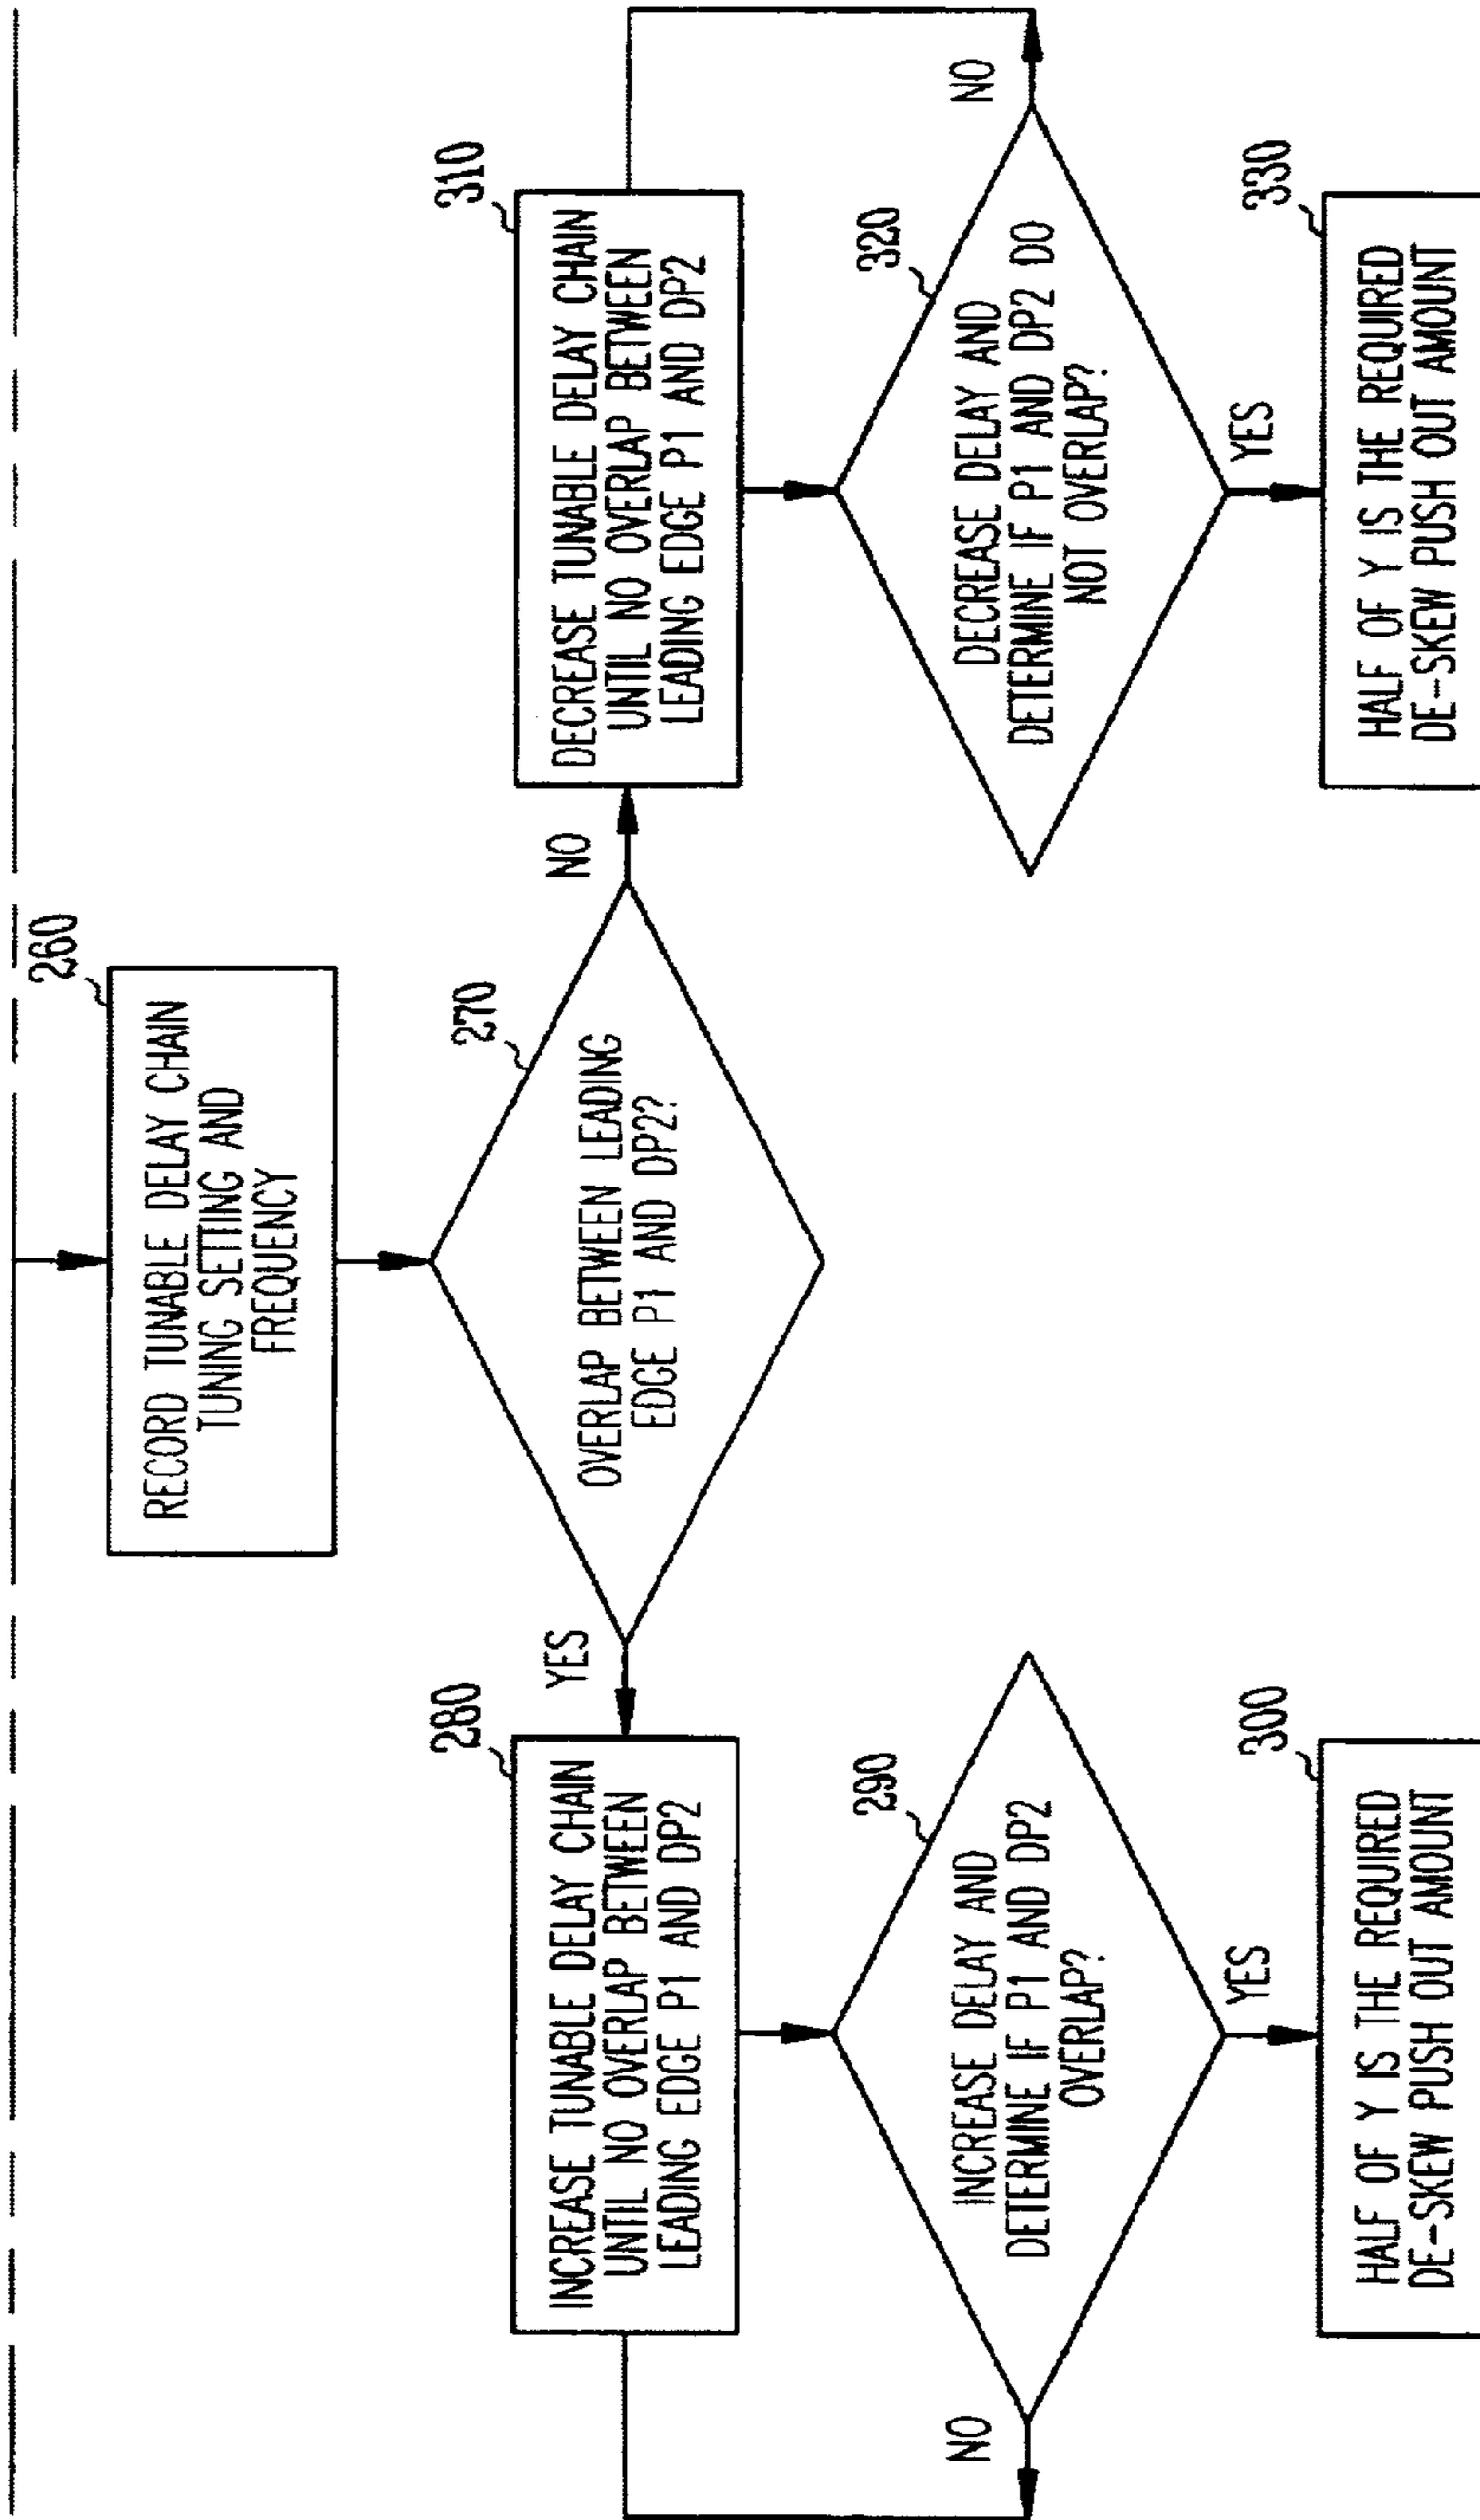 260
RECORD TUNABLE DELAY CHAIN
TUNING SETTING AND
FREQUENCY
270
OVERLAP BETWEEN LEADING
EDGE P1 AND DP2?
YES
NO
280
INCREASE TUNABLE DELAY CHAIN
UNTIL NO OVERLAP BETWEEN
LEADING EDGE P1 AND DP2
290
INCREASE DELAY AND
DETERMINE IF P1 AND DP2
OVERLAP?
NO
YES
300
HALF OF Y IS THE REQUIRED
DE-SKEW PUSH OUT AMOUNT
310
DECREASE TUNABLE DELAY CHAIN
UNTIL NO OVERLAP BETWEEN
LEADING EDGE P1 AND DP2
320
DECREASE DELAY AND
DETERMINE IF P1 AND DP2 DO
NOT OVERLAP?
NO
YES
330
HALF OF Y IS THE REQUIRED
DE-SKEW PUSH OUT AMOUNT